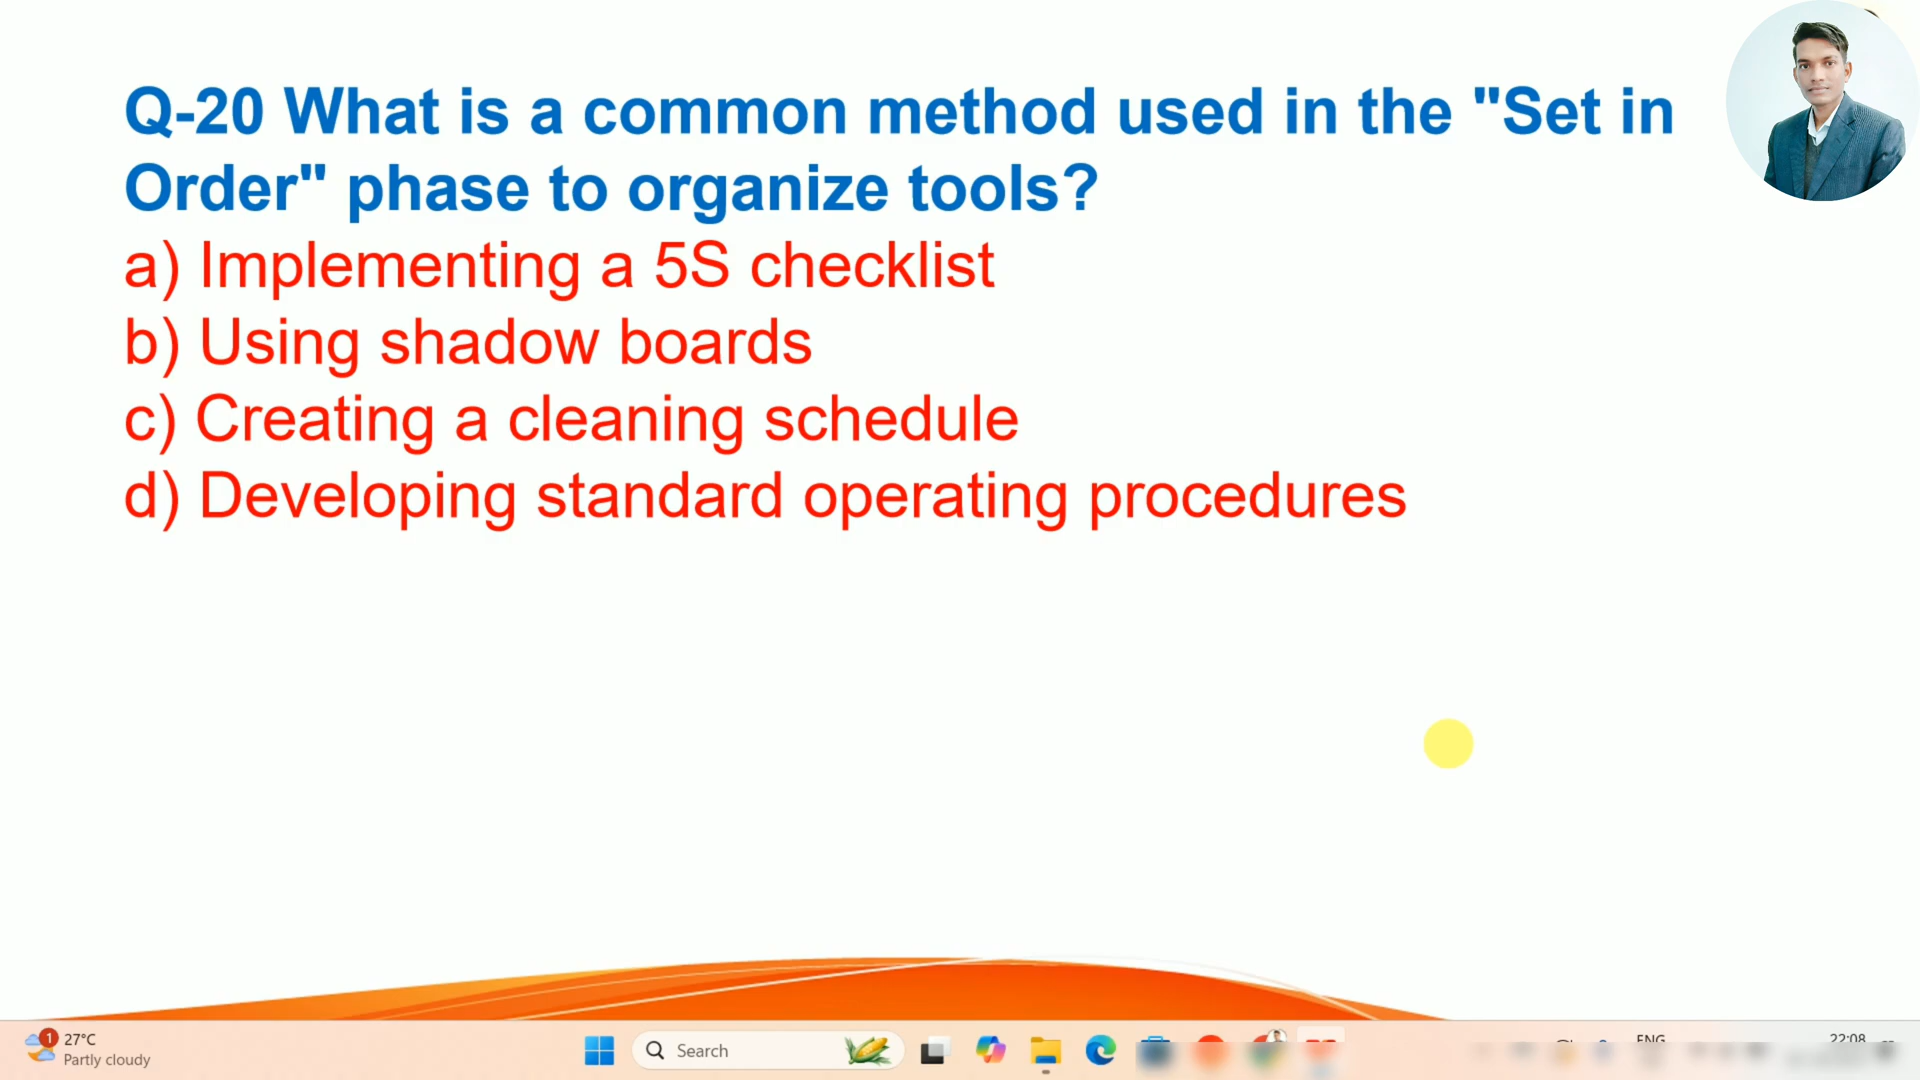 Q-20 What is a common method used in the "Set in
Order" phase to organize tools?
a) Implementing a 5S checklist
b) Using shadow boards
c) Creating a cleaning schedule
d) Developing standard operating procedures
1
27°C
Partly cloudy
Search
ENG
22:08